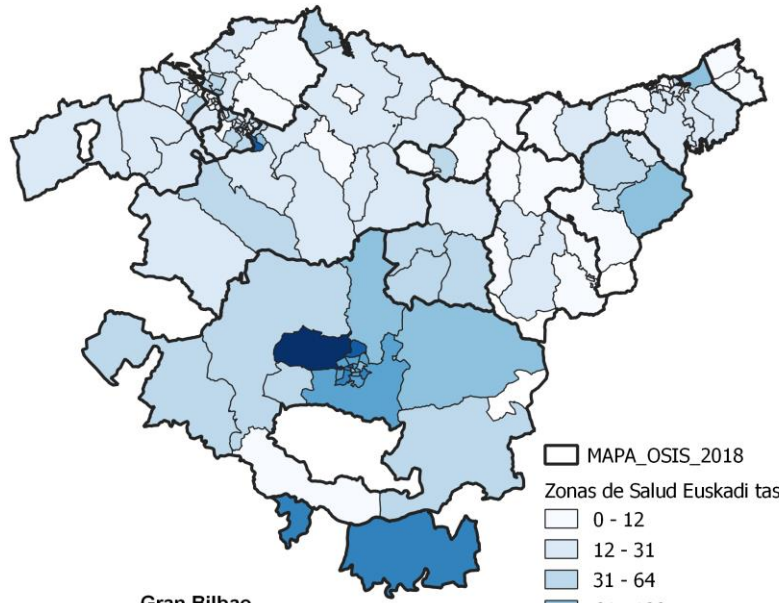 MAPA_OSIS_2018
Zonas de Salud Euskadi tas
0 - 12
12 - 31
31 - 64
Gran Bilbao